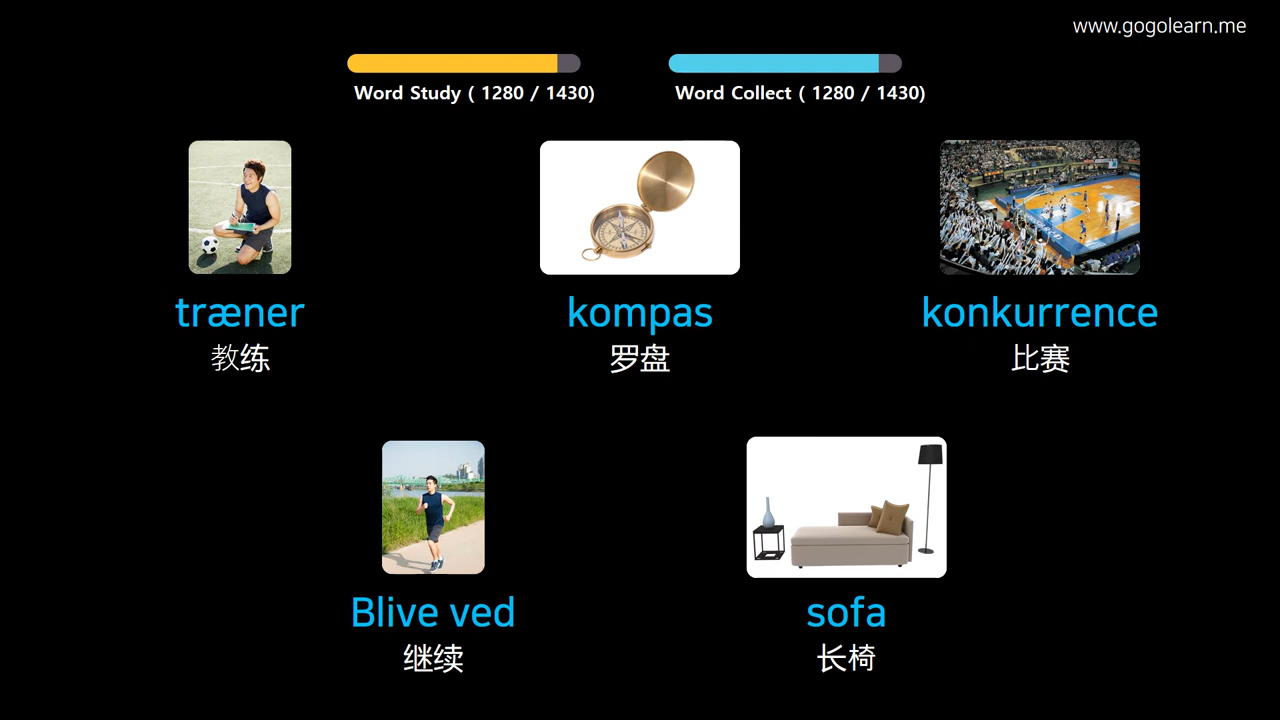 www.gogolearn.me
Word Study ( 1280 / 1430)
Word Collect ( 1280 / 1430)
træner
教练
kompas
罗盘
konkurrence
比赛
Blive ved
继续
sofa
长椅